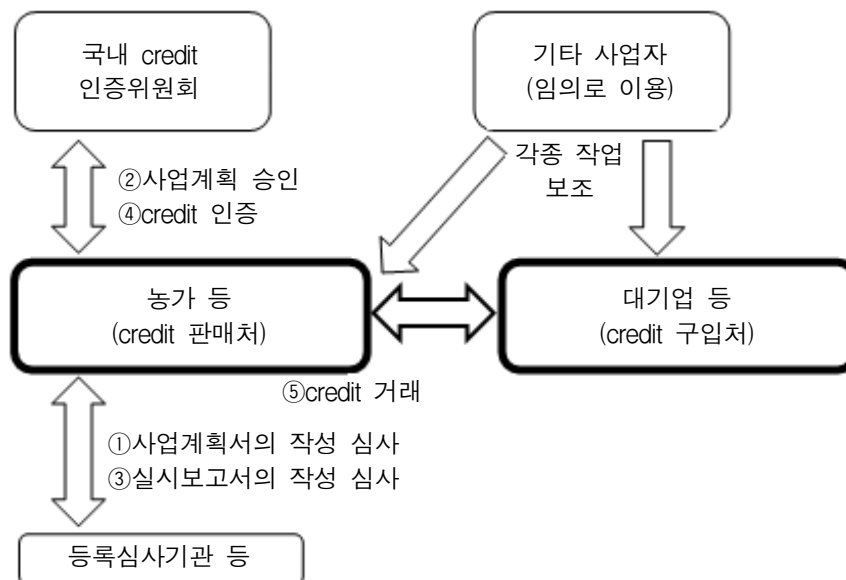 국내 credit
인증위원회
기타 사업자
(임의로 이용)
각종 작업
보조
②사업계획 승인
④credit 인증
농가 등
(credit 판매처)
대기업 등
(credit 구입처)
⑤credit 거래
①사업계획서의 작성 심사
③실시보고서의 작성 심사
등록심사기관 등